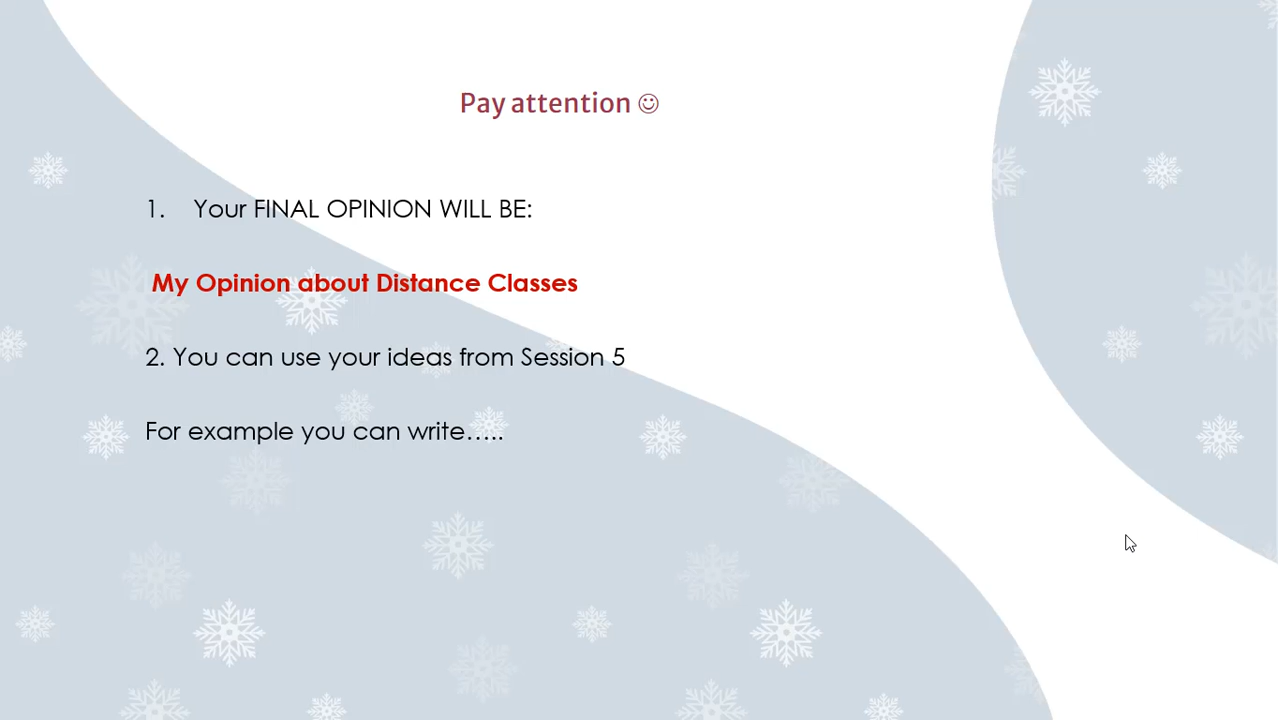 Pay attention ☺
1. Your FINAL OPINION WILL BE:
My Opinion about Distance Classes
2. You can use your ideas from Session 5
For example you can write…..